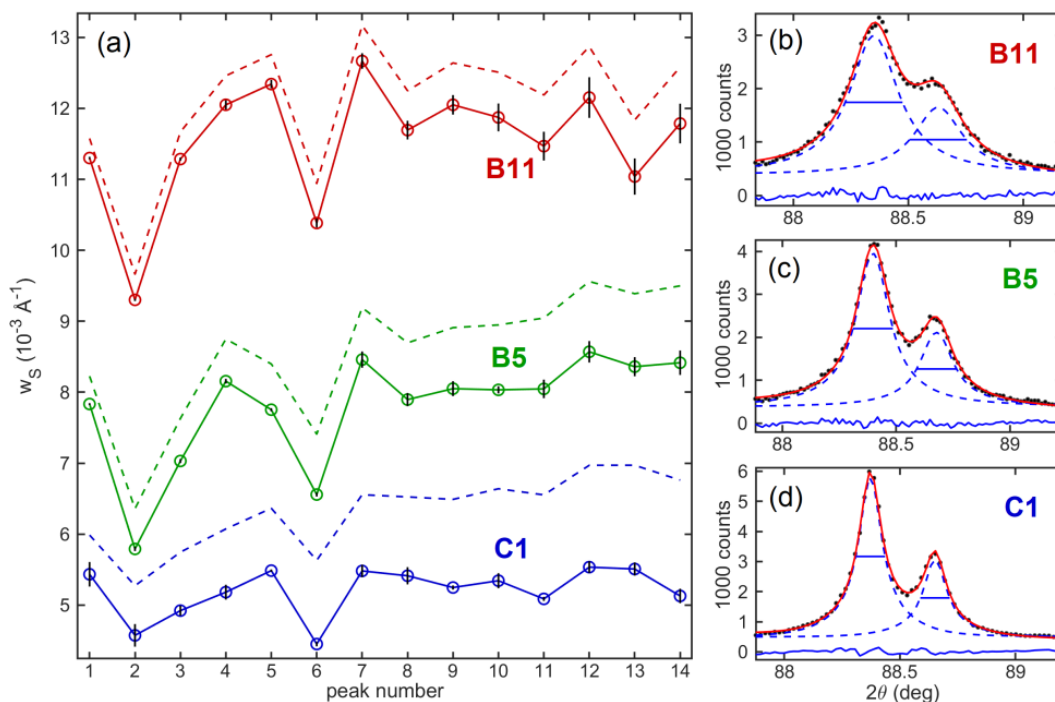 (a)
13
12
11
10
9
8
7
6
5
w_S (10^-3 Å^-1)
B11
B5
C1
1 2 3 4 5 6 7 8 9 10 11 12 13 14
peak number
(b)
B11
3
2
1
0
1000 counts
88 88.5 89
(c)
B5
4
3
2
1
0
1000 counts
88 88.5 89
(d)
C1
6
5
4
3
2
1
0
1000 counts
88 88.5 89
2θ (deg)